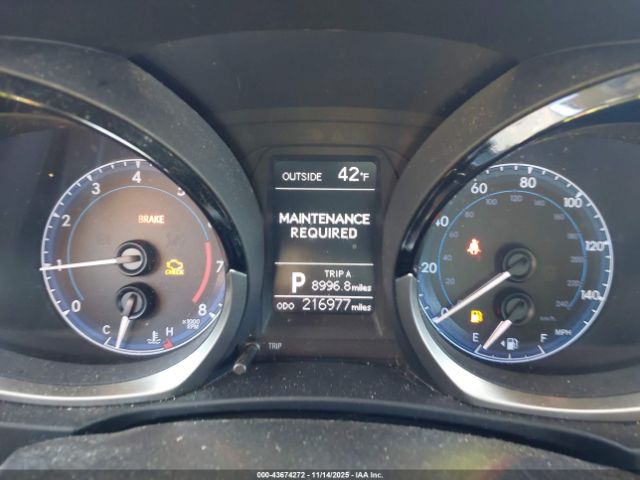 OUTSIDE 42°F
MAINTENANCE
REQUIRED
TRIP A
P 8996.8 miles
ODO 216977 miles
TRIP
0 1 2 3 4 5 7 8
BRAKE
CHECK
C H
x1000
RPM
0 20 40 60 80 100 120 140
MPH
km/h
E F
00-43674272 — 11/14/2025 — IAA Inc.